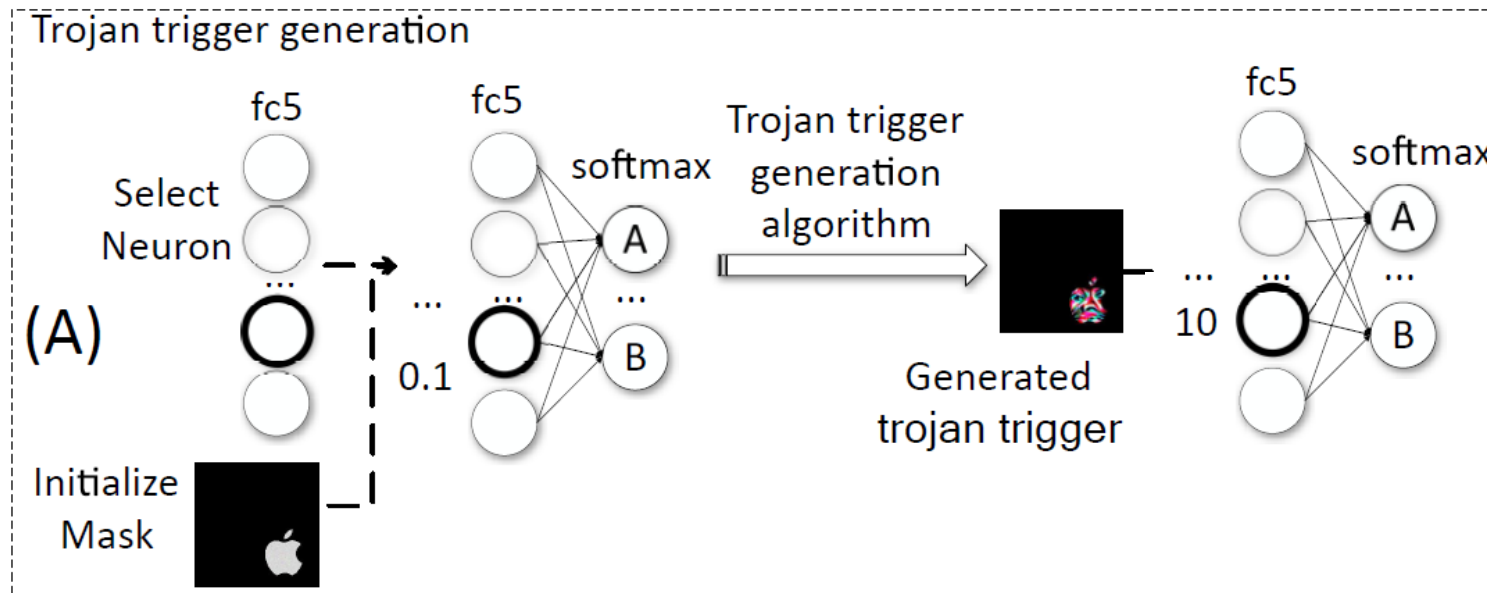 Trojan trigger generation
fc5
Select
Neuron
...
(A)
Initialize
Mask
fc5
softmax
A
...
...
...
B
0.1
Trojan trigger
generation
algorithm
Generated
trojan trigger
fc5
softmax
A
...
...
...
10
B